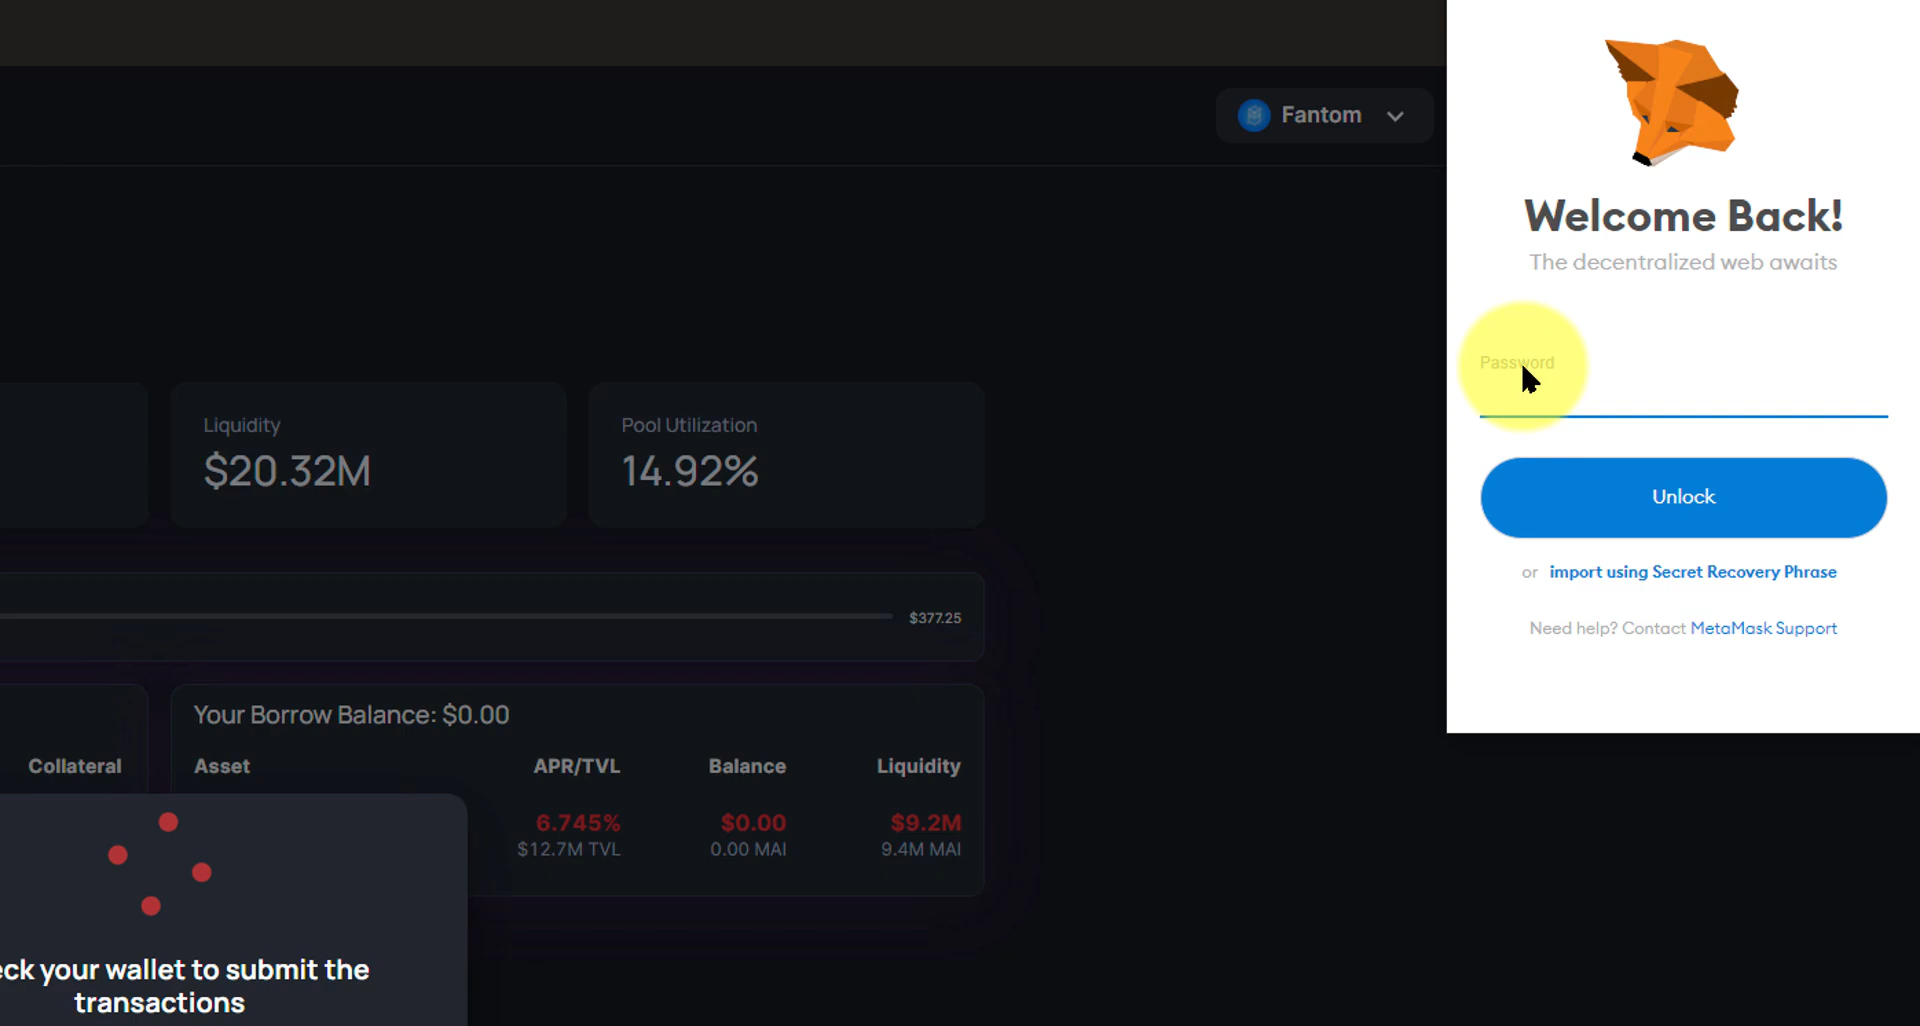 Fantom
Welcome Back!
The decentralized web awaits
Password
Unlock
or import using Secret Recovery Phrase
Need help? Contact MetaMask Support
Liquidity
$20.32M
Pool Utilization
14.92%
$377.25
Your Borrow Balance: $0.00
Collateral
Asset APR/TVL Balance Liquidity
6.745% $0.00 $9.2M
$12.7M TVL 0.00 MAI 9.4M MAI
eck your wallet to submit the
transactions